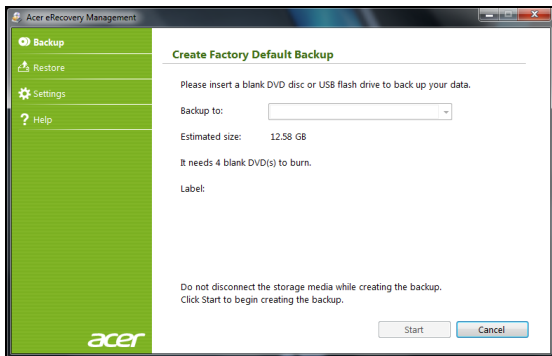 Acer eRecovery Management
Backup
Restore
Settings
? Help
Create Factory Default Backup
Please insert a blank DVD disc or USB flash drive to back up your data.
Backup to:
Estimated size: 12.58 GB
It needs 4 blank DVD(s) to burn.
Label:
Do not disconnect the storage media while creating the backup.
Click Start to begin creating the backup.
Start Cancel
acer